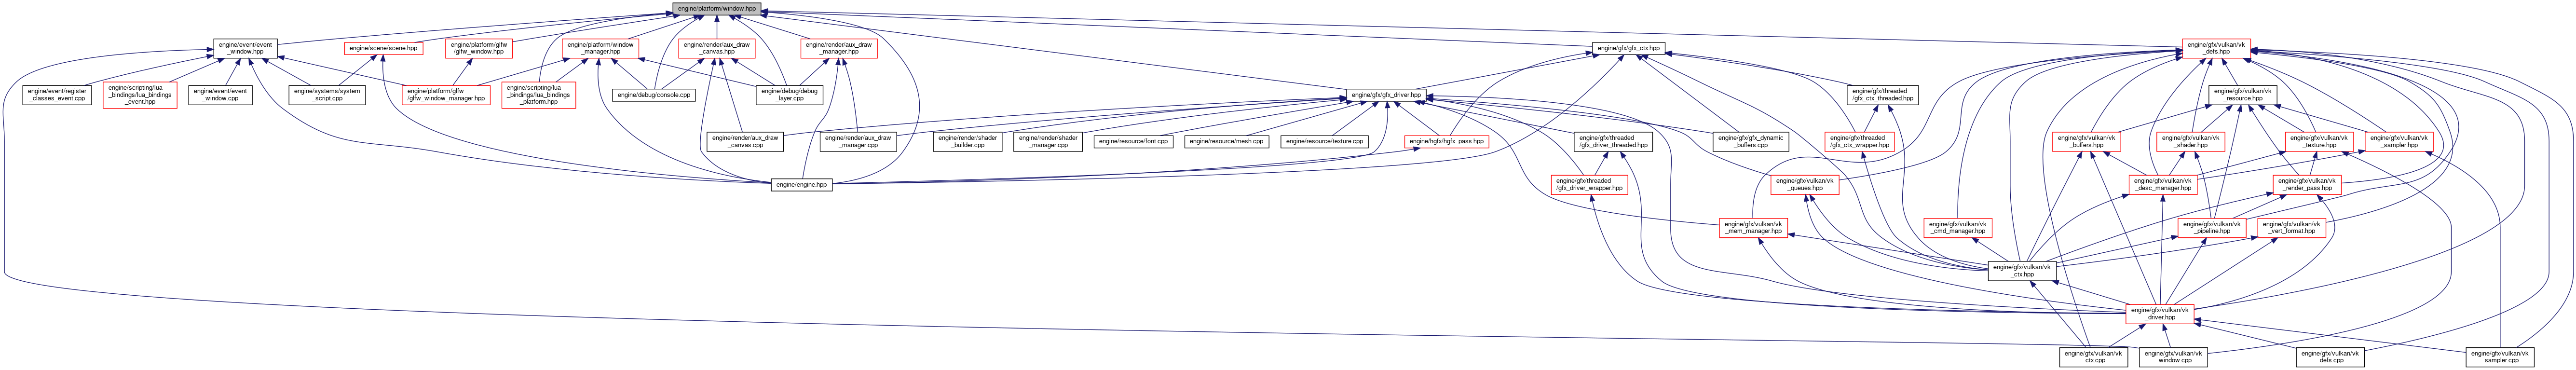 engine/platform/window.hpp
engine/event/event
_window.hpp
engine/scene/scene.hpp
engine/platform/glfw
/glfw_window.hpp
engine/platform/window
_manager.hpp
engine/render/aux_draw
_canvas.hpp
engine/render/aux_draw
_manager.hpp
engine/gfx/gfx_ctx.hpp
engine/gfx/vulkan/vk
_defs.hpp
engine/event/register
_classes_event.cpp
engine/scripting/lua
_bindings/lua_bindings
_event.hpp
engine/event/event
_window.cpp
engine/systems/system
_script.cpp
engine/platform/glfw
/glfw_window_manager.hpp
engine/scripting/lua
_bindings/lua_bindings
_platform.hpp
engine/debug/console.cpp
engine/debug/debug
_layer.cpp
engine/gfx/gfx_driver.hpp
engine/gfx/threaded
/gfx_ctx_threaded.hpp
engine/gfx/vulkan/vk
_resource.hpp
engine/render/aux_draw
_canvas.cpp
engine/render/aux_draw
_manager.cpp
engine/render/shader
_builder.cpp
engine/render/shader
_manager.cpp
engine/resource/font.cpp
engine/resource/mesh.cpp
engine/resource/texture.cpp
engine/hgfx/hgfx_pass.hpp
engine/gfx/threaded
/gfx_driver_threaded.hpp
engine/gfx/gfx_dynamic
_buffers.cpp
engine/gfx/threaded
/gfx_ctx_wrapper.hpp
engine/gfx/vulkan/vk
_buffers.hpp
engine/gfx/vulkan/vk
_shader.hpp
engine/gfx/vulkan/vk
_texture.hpp
engine/gfx/vulkan/vk
_sampler.hpp
engine/engine.hpp
engine/gfx/threaded
/gfx_driver_wrapper.hpp
engine/gfx/vulkan/vk
_queues.hpp
engine/gfx/vulkan/vk
_desc_manager.hpp
engine/gfx/vulkan/vk
_render_pass.hpp
engine/gfx/vulkan/vk
_mem_manager.hpp
engine/gfx/vulkan/vk
_cmd_manager.hpp
engine/gfx/vulkan/vk
_pipeline.hpp
engine/gfx/vulkan/vk
_vert_format.hpp
engine/gfx/vulkan/vk
_ctx.hpp
engine/gfx/vulkan/vk
_driver.hpp
engine/gfx/vulkan/vk
_ctx.cpp
engine/gfx/vulkan/vk
_window.cpp
engine/gfx/vulkan/vk
_defs.cpp
engine/gfx/vulkan/vk
_sampler.cpp